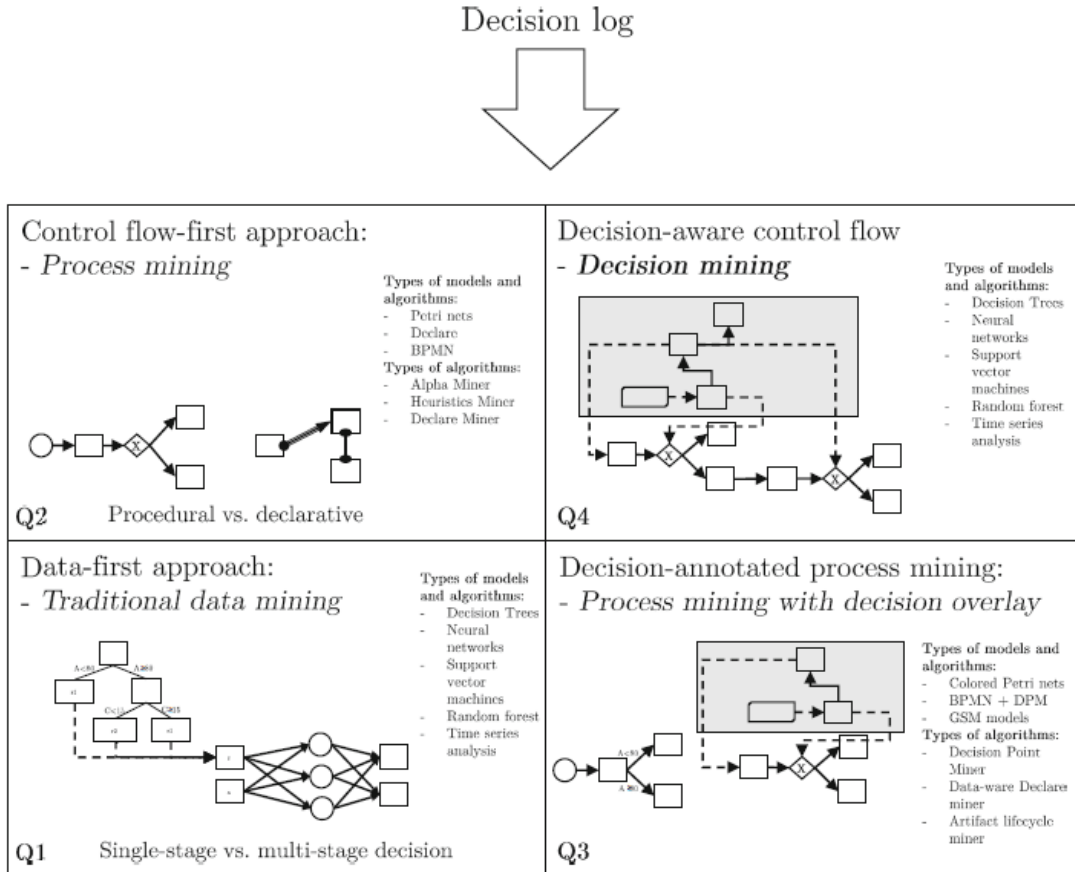 Decision log
Control flow-first approach:
- Process mining
Types of models and
algorithms:
- Petri nets
- Declare
- BPMN
Types of algorithms:
- Alpha Miner
- Heuristics Miner
- Declare Miner
X
Q2 Procedural vs. declarative
Decision-aware control flow
- Decision mining
Types of models
and algorithms:
- Decision Trees
- Neural
networks
- Support
vector
machines
- Random forest
- Time series
analysis
X
X
Q4
Data-first approach:
- Traditional data mining
Types of models
and algorithms:
- Decision Trees
- Neural
networks
- Support
vector
machines
- Random forest
- Time series
analysis
Q1 Single-stage vs. multi-stage decision
Decision-annotated process mining:
- Process mining with decision overlay
Types of models and
algorithms:
- Colored Petri nets
- BPMN + DPM
- GSM models
Types of algorithms:
- Decision Point
Miner
- Data-ware Declare
miner
- Artifact lifecycle
miner
X
Q3